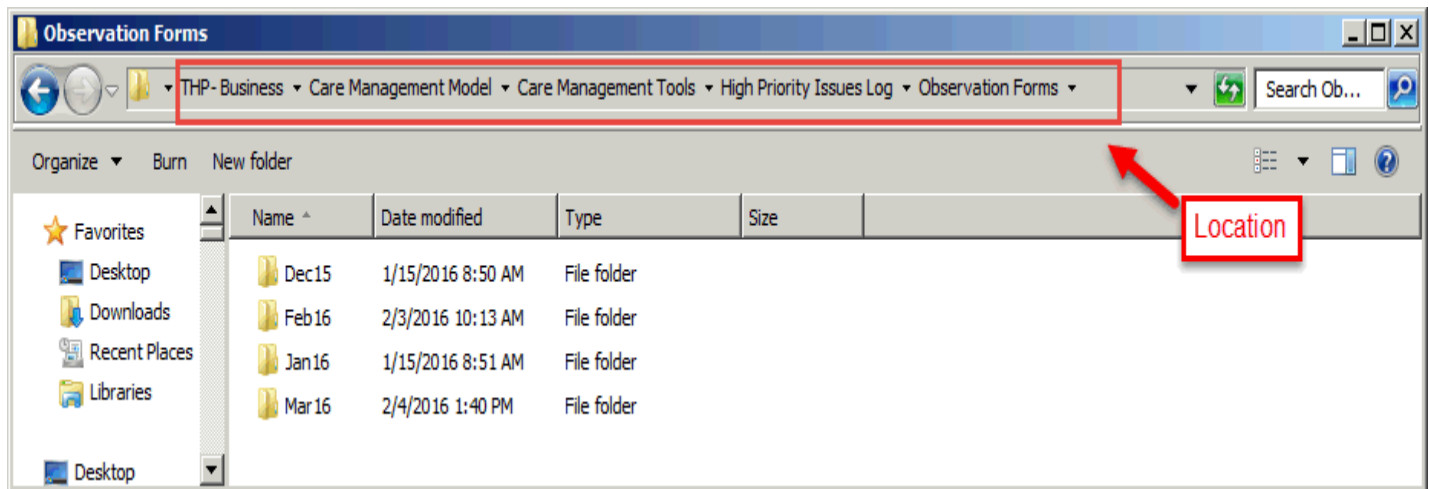 Observation Forms
THP- Business Care Management Model Care Management Tools High Priority Issues Log Observation Forms
Search Ob...
Organize Burn New folder
Location
Name Date modified Type Size
Favorites
Desktop
Downloads
Recent Places
Libraries
Desktop
Dec15 1/15/2016 8:50 AM File folder
Feb16 2/3/2016 10:13 AM File folder
Jan16 1/15/2016 8:51 AM File folder
Mar16 2/4/2016 1:40 PM File folder